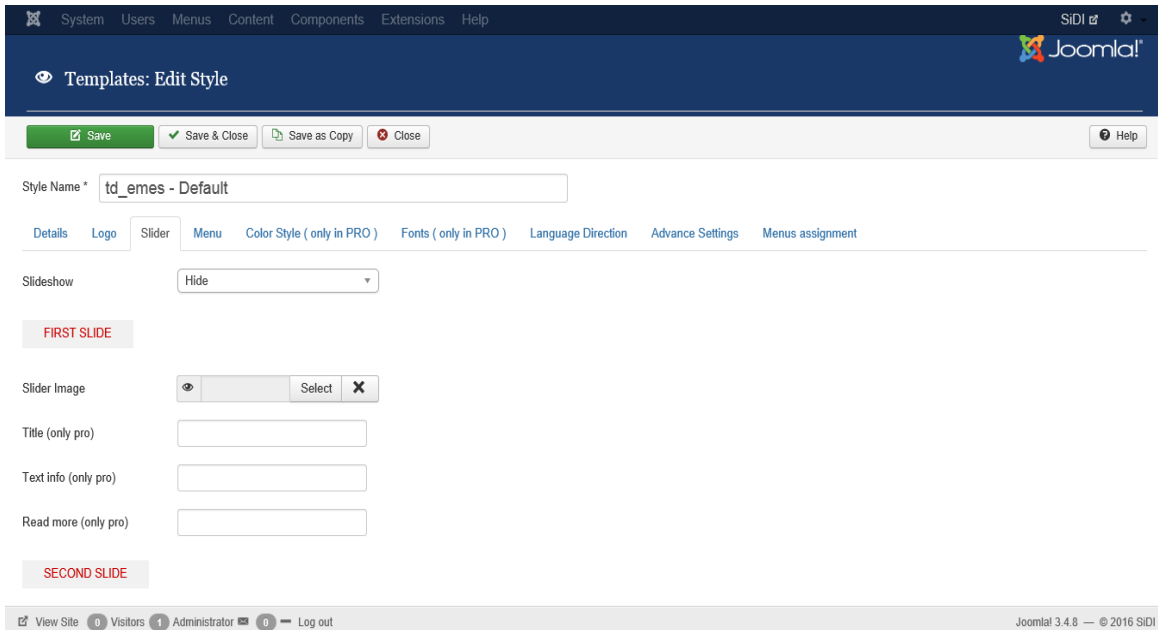 System Users Menus Content Components Extensions Help SiDI
Joomla!®
Templates: Edit Style
Save Save & Close Save as Copy Close Help
Style Name * td_emes - Default
Details Logo Slider Menu Color Style ( only in PRO ) Fonts ( only in PRO ) Language Direction Advance Settings Menus assignment
Slideshow Hide
FIRST SLIDE
Slider Image Select
Title (only pro)
Text info (only pro)
Read more (only pro)
SECOND SLIDE
View Site 0 Visitors 1 Administrator 0 Log out Joomla! 3.4.8 — © 2016 SiDI